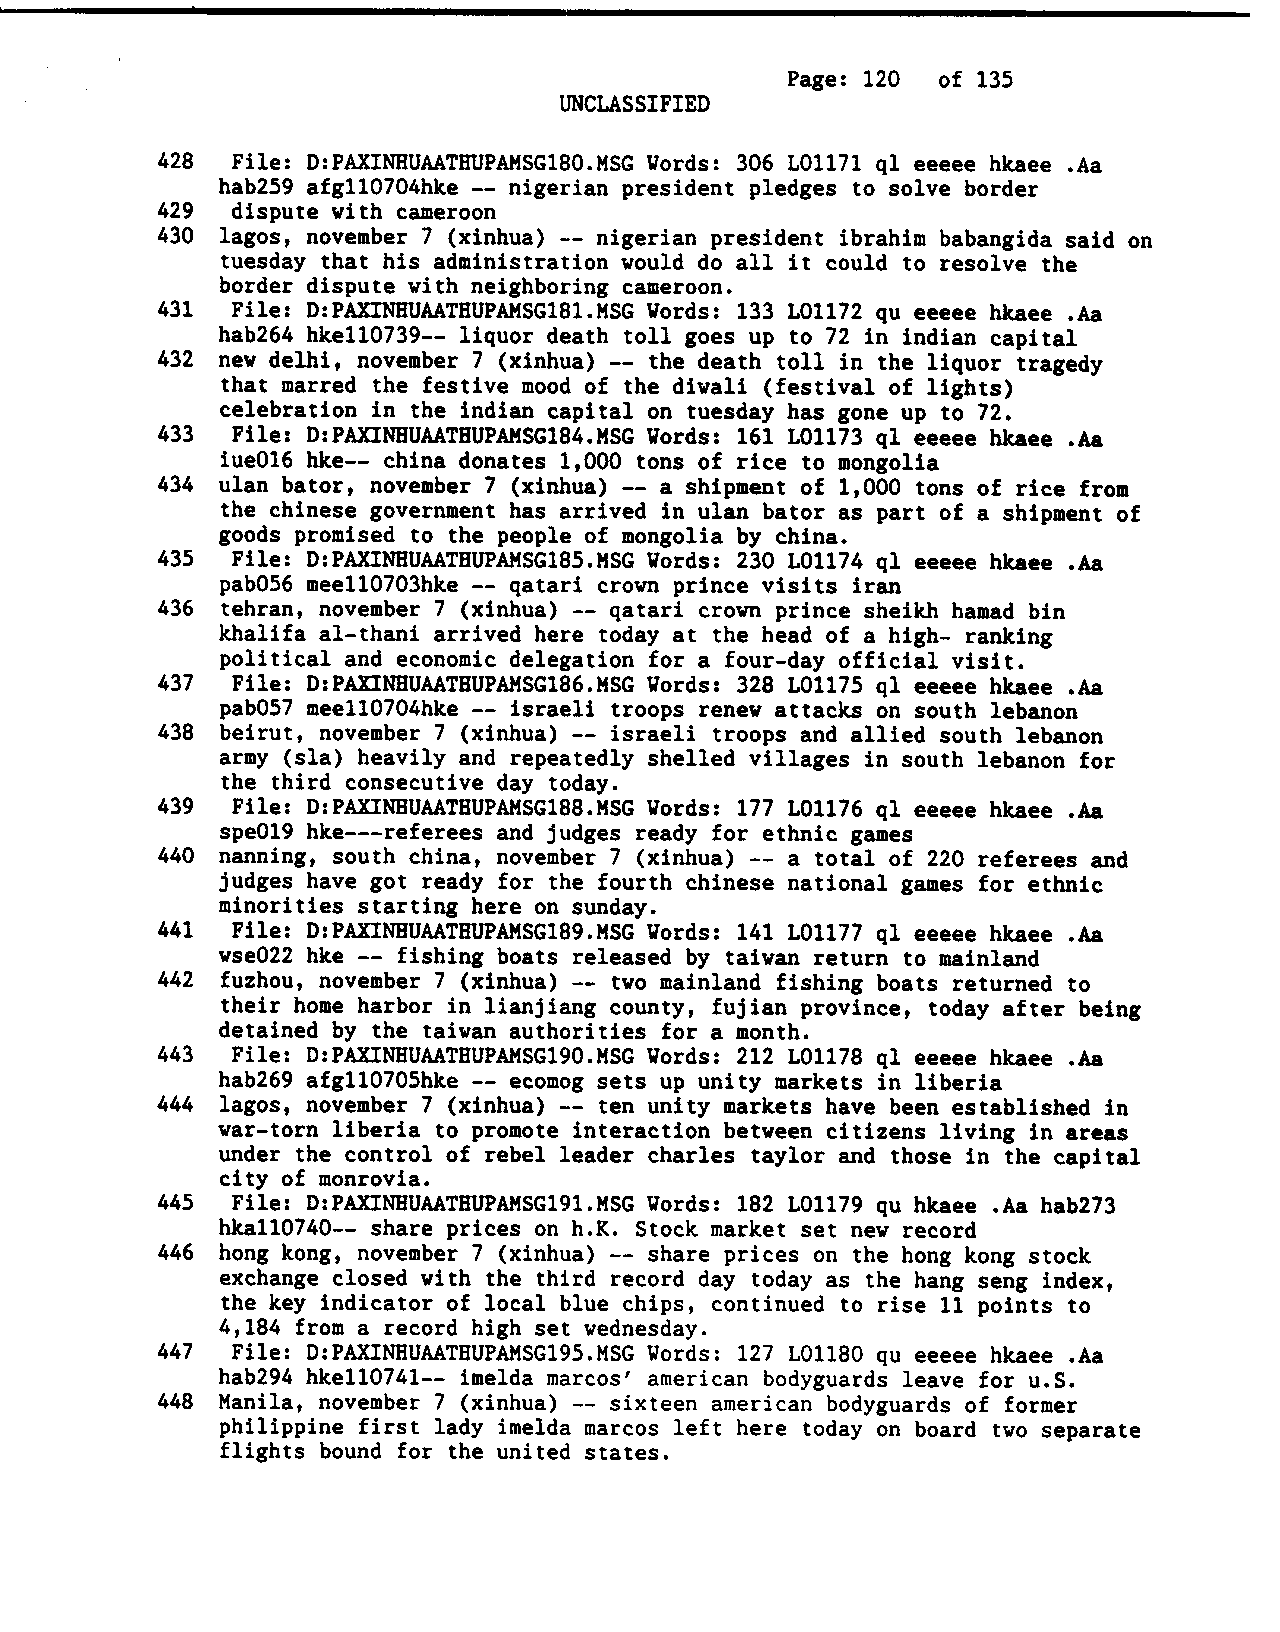 Page: 120 of 135
UNCLASSIFIED
428 File: D:PAXINHUAATHUPAMSG180.MSG Words: 306 L01171 ql eeeee hkaee .Aa
hab259 afg110704hke -- nigerian president pledges to solve border
429 dispute with cameroon
430 lagos, november 7 (xinhua) -- nigerian president ibrahim babangida said on
tuesday that his administration would do all it could to resolve the
border dispute with neighboring cameroon.
431 File: D:PAXINHUAATHUPAMSG181.MSG Words: 133 L01172 qu eeeee hkaee .Aa
hab264 hke110739-- liquor death toll goes up to 72 in indian capital
432 new delhi, november 7 (xinhua) -- the death toll in the liquor tragedy
that marred the festive mood of the diwali (festival of lights)
celebration in the indian capital on tuesday has gone up to 72.
433 File: D:PAXINHUAATHUPAMSG184.MSG Words: 161 L01173 ql eeeee hkaee .Aa
iue016 hke-- china donates 1,000 tons of rice to mongolia
434 ulan bator, november 7 (xinhua) -- a shipment of 1,000 tons of rice from
the chinese government has arrived in ulan bator as part of a shipment of
goods promised to the people of mongolia by china.
435 File: D:PAXINHUAATHUPAMSG185.MSG Words: 230 L01174 ql eeeee hkaee .Aa
pab056 mee110703hke -- qatari crown prince visits iran
436 tehran, november 7 (xinhua) -- qatari crown prince sheikh hamad bin
khalifa al-thani arrived here today at the head of a high- ranking
political and economic delegation for a four-day official visit.
437 File: D:PAXINHUAATHUPAMSG186.MSG Words: 328 L01175 ql eeeee hkaee .Aa
pab057 mee110704hke -- israeli troops renew attacks on south lebanon
438 beirut, november 7 (xinhua) -- israeli troops and allied south lebanon
army (sla) heavily and repeatedly shelled villages in south lebanon for
the third consecutive day today.
439 File: D:PAXINHUAATHUPAMSG188.MSG Words: 177 L01176 ql eeeee hkaee .Aa
spe019 hke---referees and judges ready for ethnic games
440 nanning, south china, november 7 (xinhua) -- a total of 220 referees and
judges have got ready for the fourth chinese national games for ethnic
minorities starting here on sunday.
441 File: D:PAXINHUAATHUPAMSG189.MSG Words: 141 L01177 ql eeeee hkaee .Aa
wse022 hke -- fishing boats released by taiwan return to mainland
442 fuzhou, november 7 (xinhua) -- two mainland fishing boats returned to
their home harbor in lianjiang county, fujian province, today after being
detained by the taiwan authorities for a month.
443 File: D:PAXINHUAATHUPAMSG190.MSG Words: 212 L01178 ql eeeee hkaee .Aa
hab269 afg110705hke -- ecomog sets up unity markets in liberia
444 lagos, november 7 (xinhua) -- ten unity markets have been established in
war-torn liberia to promote interaction between citizens living in areas
under the control of rebel leader charles taylor and those in the capital
city of monrovia.
445 File: D:PAXINHUAATHUPAMSG191.MSG Words: 182 L01179 qu hkaee .Aa hab273
hka110740-- share prices on h.K. Stock market set new record
446 hong kong, november 7 (xinhua) -- share prices on the hong kong stock
exchange closed with the third record day today as the hang seng index,
the key indicator of local blue chips, continued to rise 11 points to
4,184 from a record high set wednesday.
447 File: D:PAXINHUAATHUPAMSG195.MSG Words: 127 L01180 qu eeeee hkaee .Aa
hab294 hke110741-- imelda marcos' american bodyguards leave for u.S.
448 Manila, november 7 (xinhua) -- sixteen american bodyguards of former
philippine first lady imelda marcos left here today on board two separate
flights bound for the united states.